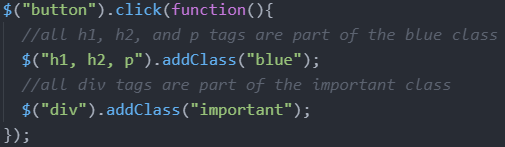 $("button").click(function(){
  //all h1, h2, and p tags are part of the blue class
  $("h1, h2, p").addClass("blue");
  //all div tags are part of the important class
  $("div").addClass("important");
});